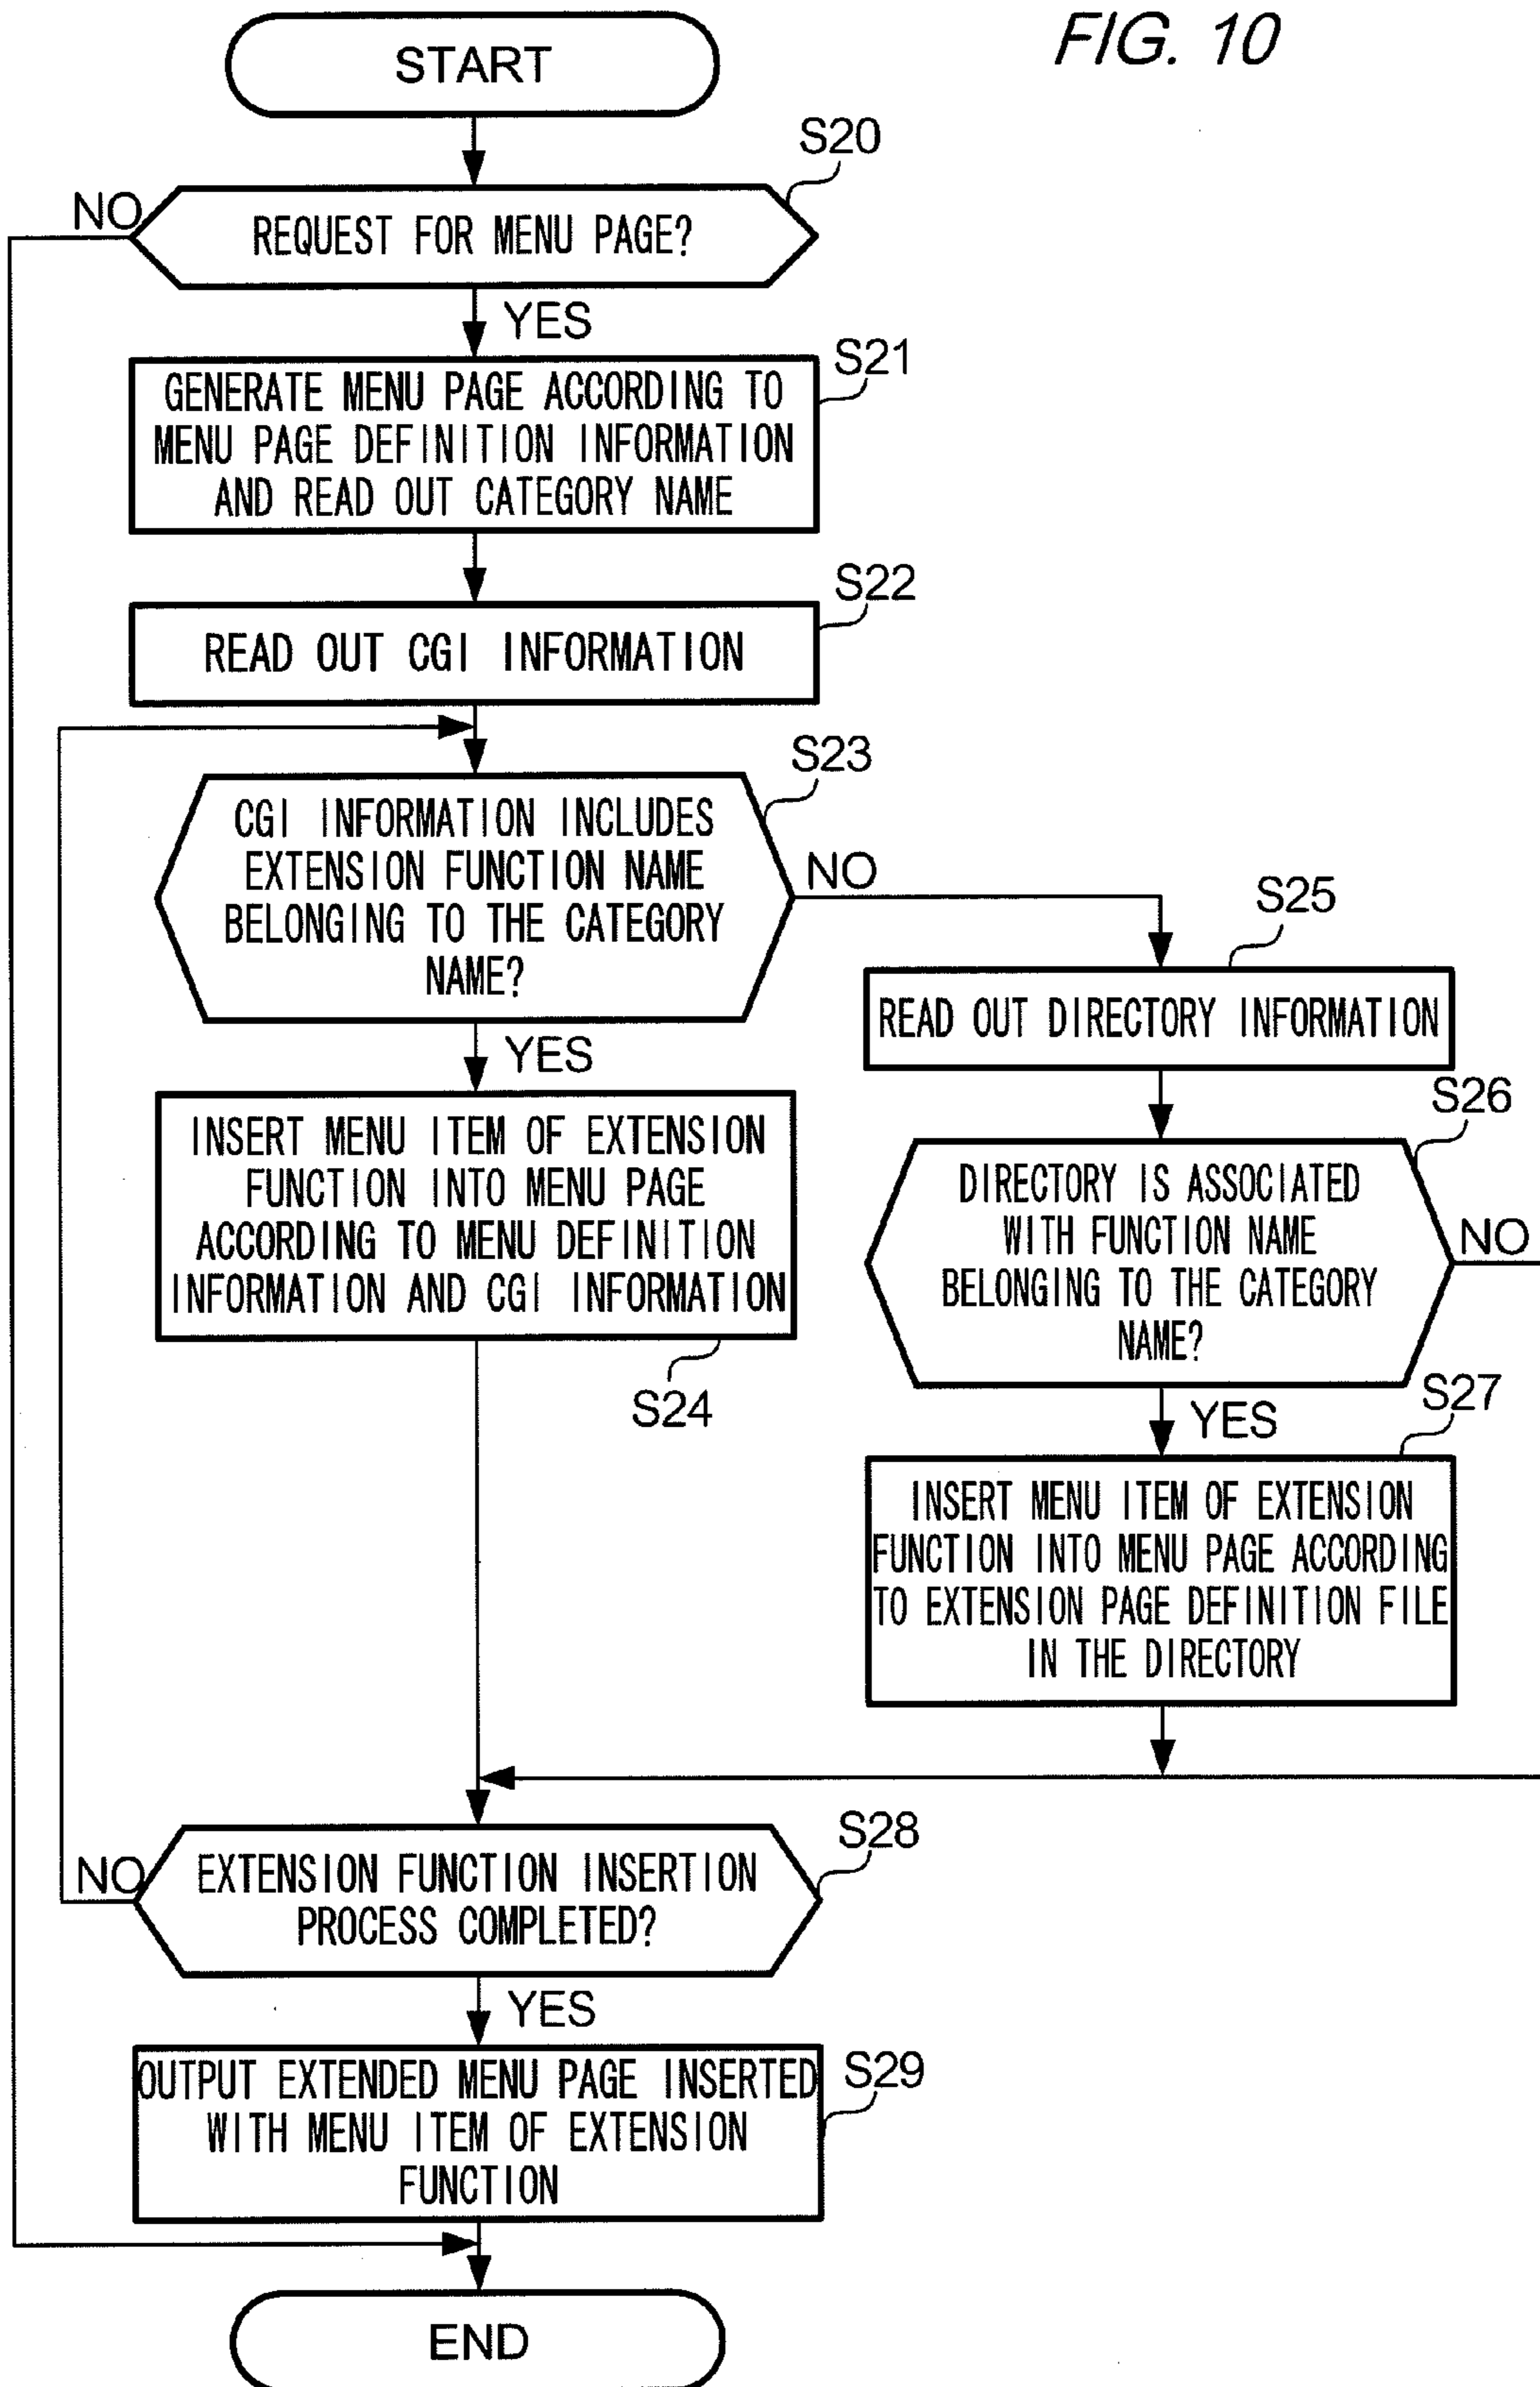 FIG. 10
START
S20
NO
REQUEST FOR MENU PAGE?
YES
S21
GENERATE MENU PAGE ACCORDING TO
MENU PAGE DEFINITION INFORMATION
AND READ OUT CATEGORY NAME
S22
READ OUT CGI INFORMATION
S23
CGI INFORMATION INCLUDES
EXTENSION FUNCTION NAME
BELONGING TO THE CATEGORY
NAME?
NO
YES
S25
READ OUT DIRECTORY INFORMATION
INSERT MENU ITEM OF EXTENSION
FUNCTION INTO MENU PAGE
ACCORDING TO MENU DEFINITION
INFORMATION AND CGI INFORMATION
S24
S26
DIRECTORY IS ASSOCIATED
WITH FUNCTION NAME
BELONGING TO THE CATEGORY
NAME?
NO
YES
S27
INSERT MENU ITEM OF EXTENSION
FUNCTION INTO MENU PAGE ACCORDING
TO EXTENSION PAGE DEFINITION FILE
IN THE DIRECTORY
S28
NO
EXTENSION FUNCTION INSERTION
PROCESS COMPLETED?
YES
S29
OUTPUT EXTENDED MENU PAGE INSERTED
WITH MENU ITEM OF EXTENSION
FUNCTION
END